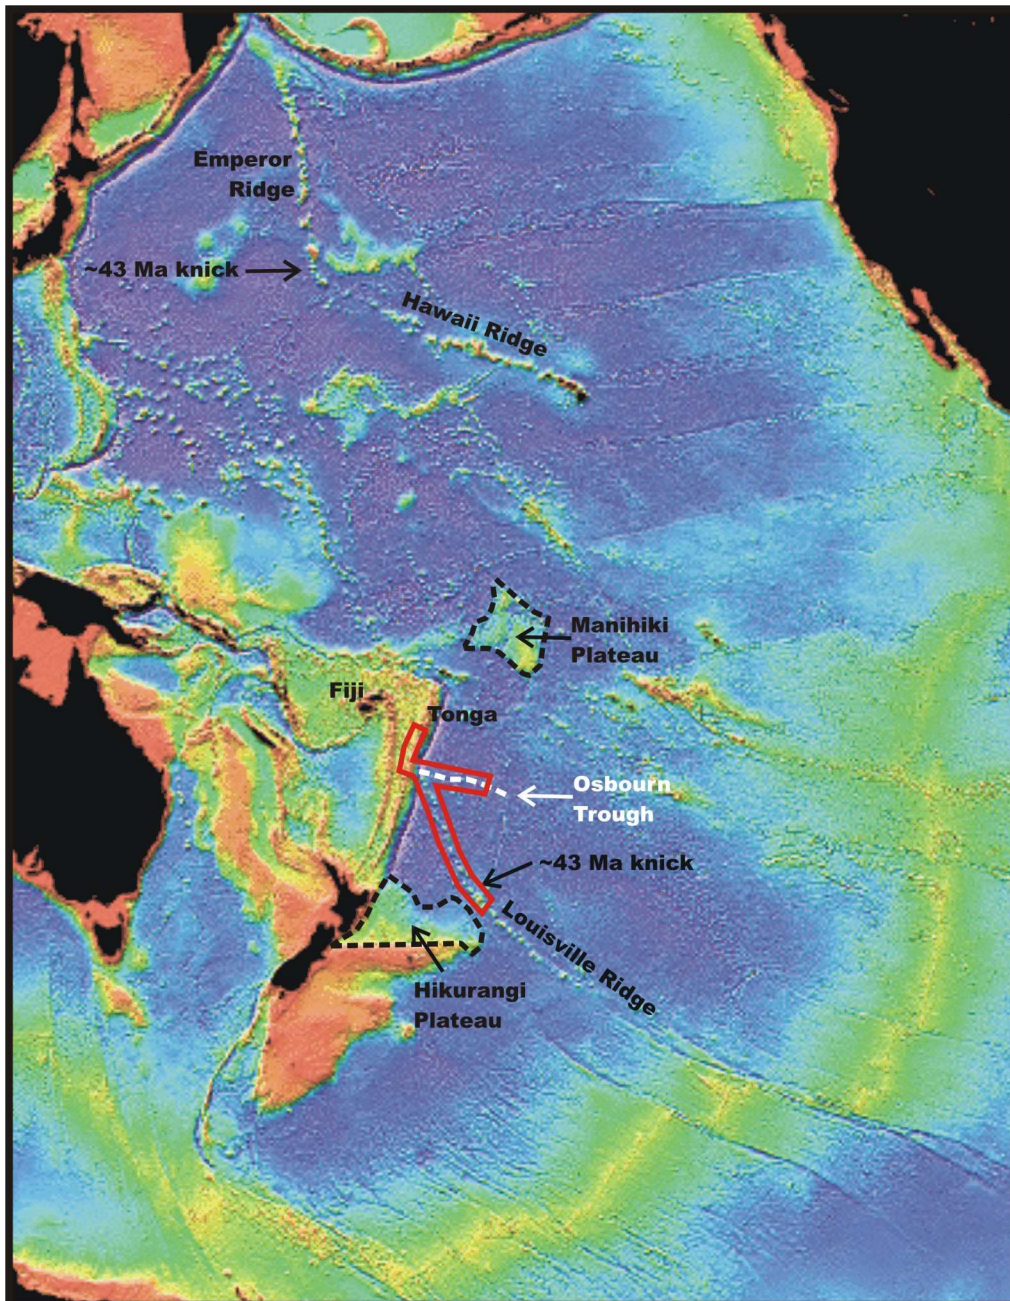 Emperor
Ridge
~43 Ma knick
Hawaii Ridge
Manihiki
Plateau
Fiji
Tonga
Osbourn
Trough
~43 Ma knick
Louisville Ridge
Hikurangi
Plateau